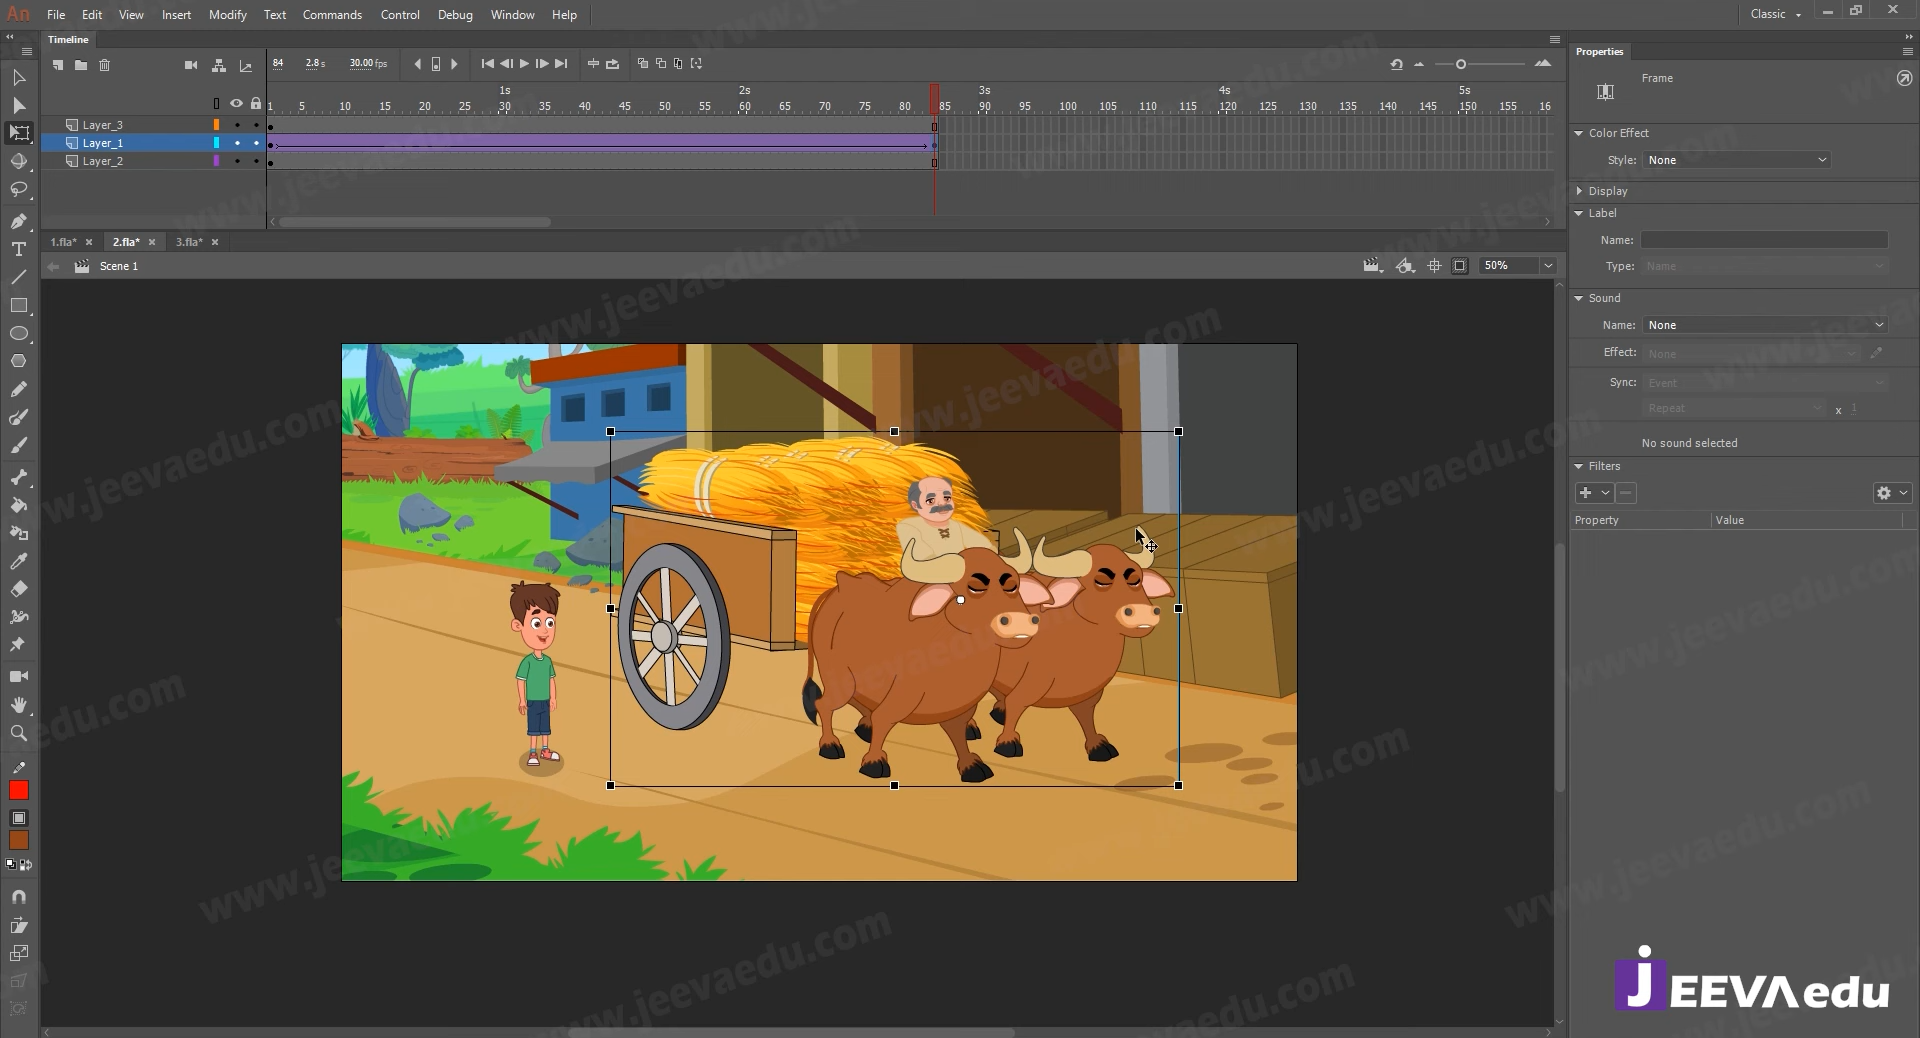 An File Edit View Insert Modify Text Commands Control Debug Window Help Classic
Timeline
84 2.8 s 30.00 fps
1s 2s 3s 4s 5s
1 5 10 15 20 25 30 35 40 45 50 55 60 65 70 75 80 85 90 95 100 105 110 115 120 125 130 135 140 145 150 155 16
Layer_3
Layer_1
Layer_2
1.fla* 2.fla* 3.fla*
Scene 1
50%
Properties
Frame
Color Effect
Style: None
Display
Label
Name:
Type: Name
Sound
Name: None
Effect: None
Sync: Event
Repeat x 1
No sound selected
Filters
Property Value
www.jeevaedu.com
JEEVA edu